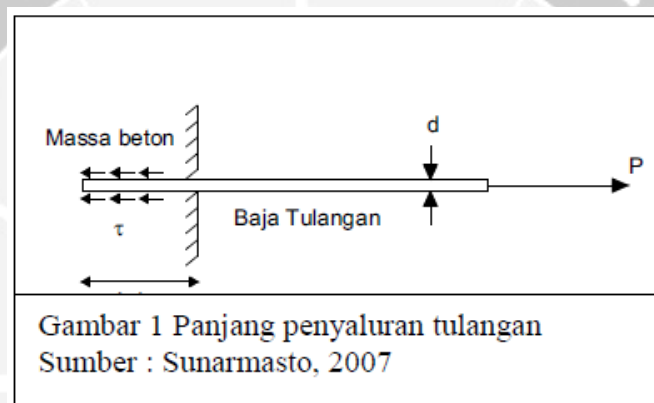 Massa beton
d
P
τ
Baja Tulangan
Gambar 1 Panjang penyaluran tulangan
Sumber : Sunarmasto, 2007